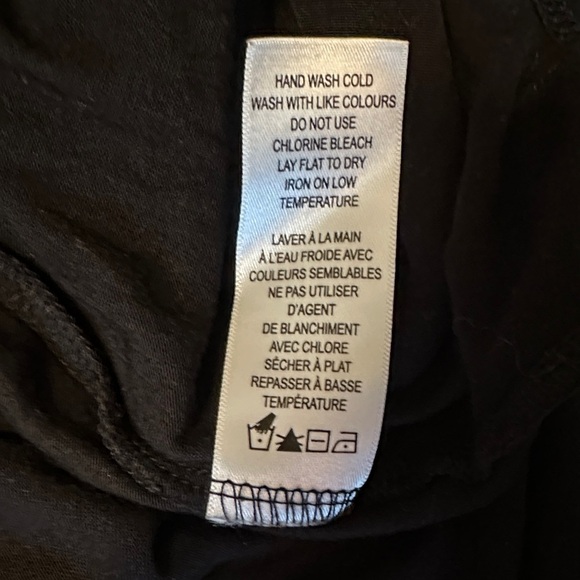 HAND WASH COLD
WASH WITH LIKE COLOURS
DO NOT USE
CHLORINE BLEACH
LAY FLAT TO DRY
IRON ON LOW
TEMPERATURE
LAVER À LA MAIN
À L'EAU FROIDE AVEC
COULEURS SEMBLABLES
NE PAS UTILISER
D'AGENT
DE BLANCHIMENT
AVEC CHLORE
SÉCHER À PLAT
REPASSER À BASSE
TEMPÉRATURE